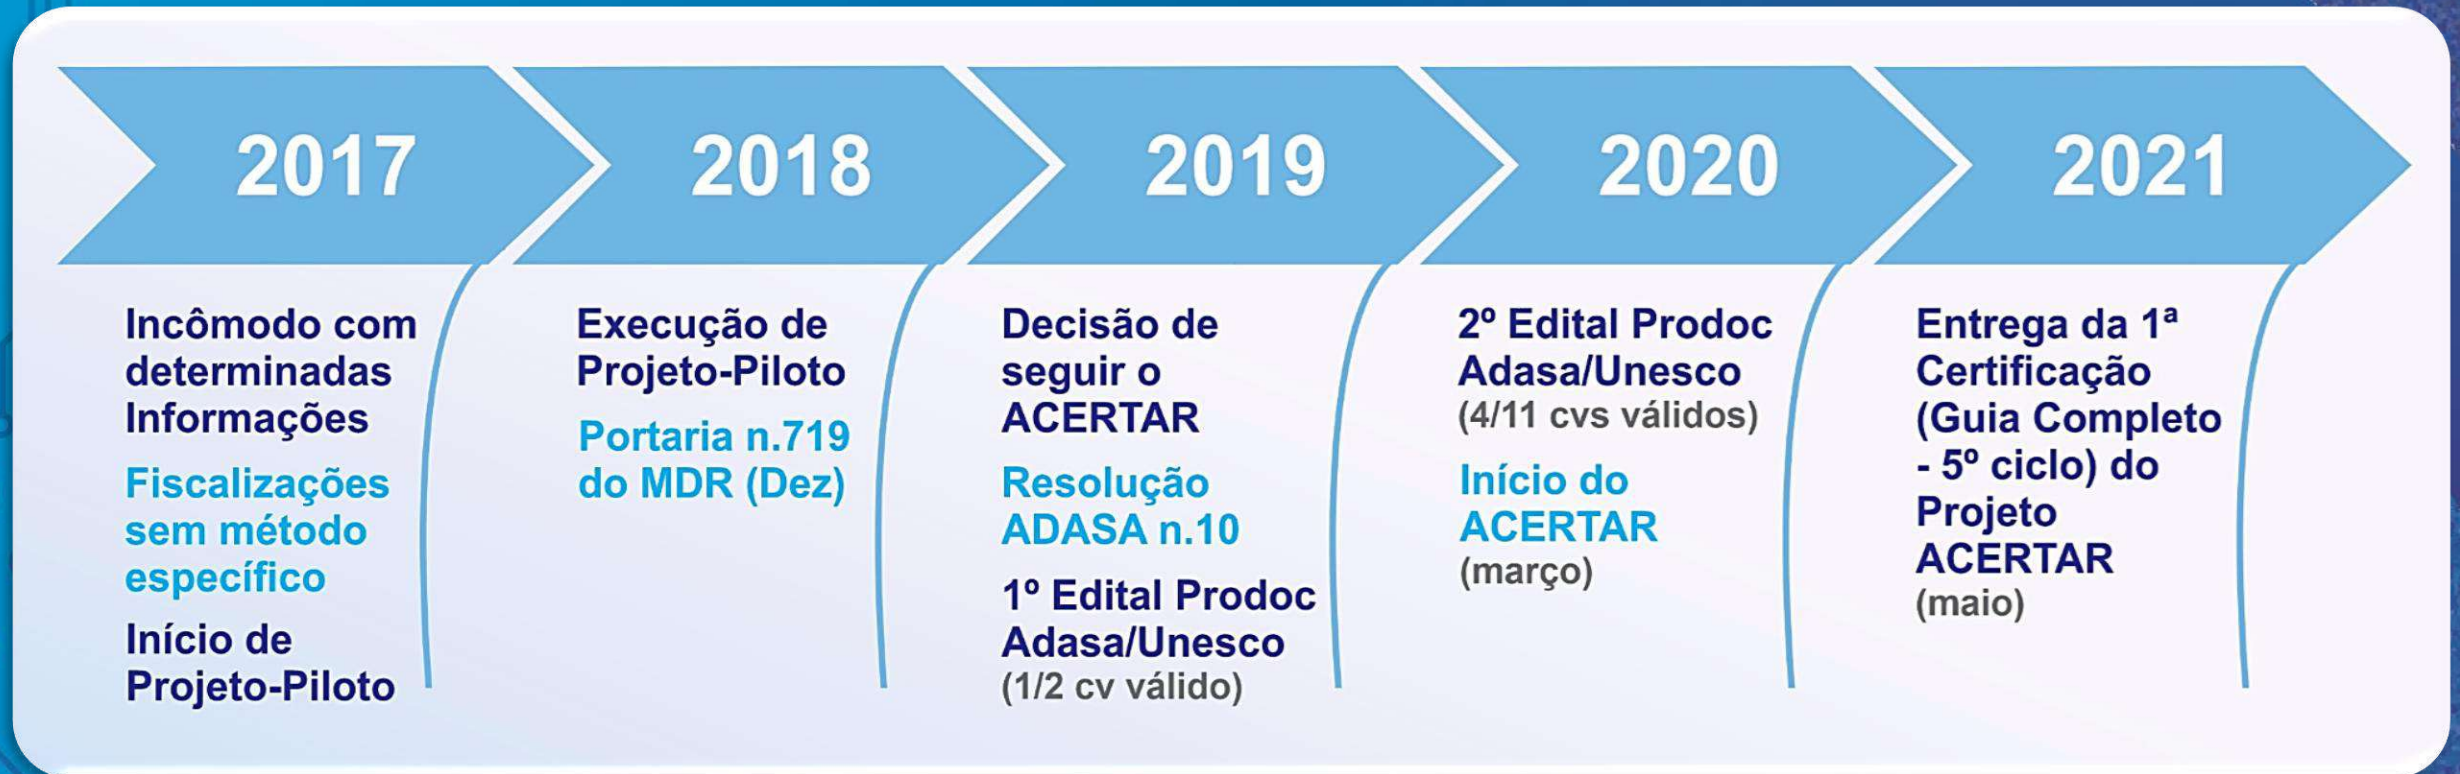 2017
Incômodo com
determinadas
Informações
Fiscalizações
sem método
específico
Início de
Projeto-Piloto
2018
Execução de
Projeto-Piloto
Portaria n.719
do MDR (Dez)
2019
Decisão de
seguir o
ACERTAR
Resolução
ADASA n.10
1º Edital Prodoc
Adasa/Unesco
(1/2 cv válido)
2020
2º Edital Prodoc
Adasa/Unesco
(4/11 cvs válidos)
Início do
ACERTAR
(março)
2021
Entrega da 1ª
Certificação
(Guia Completo
- 5º ciclo) do
Projeto
ACERTAR
(maio)